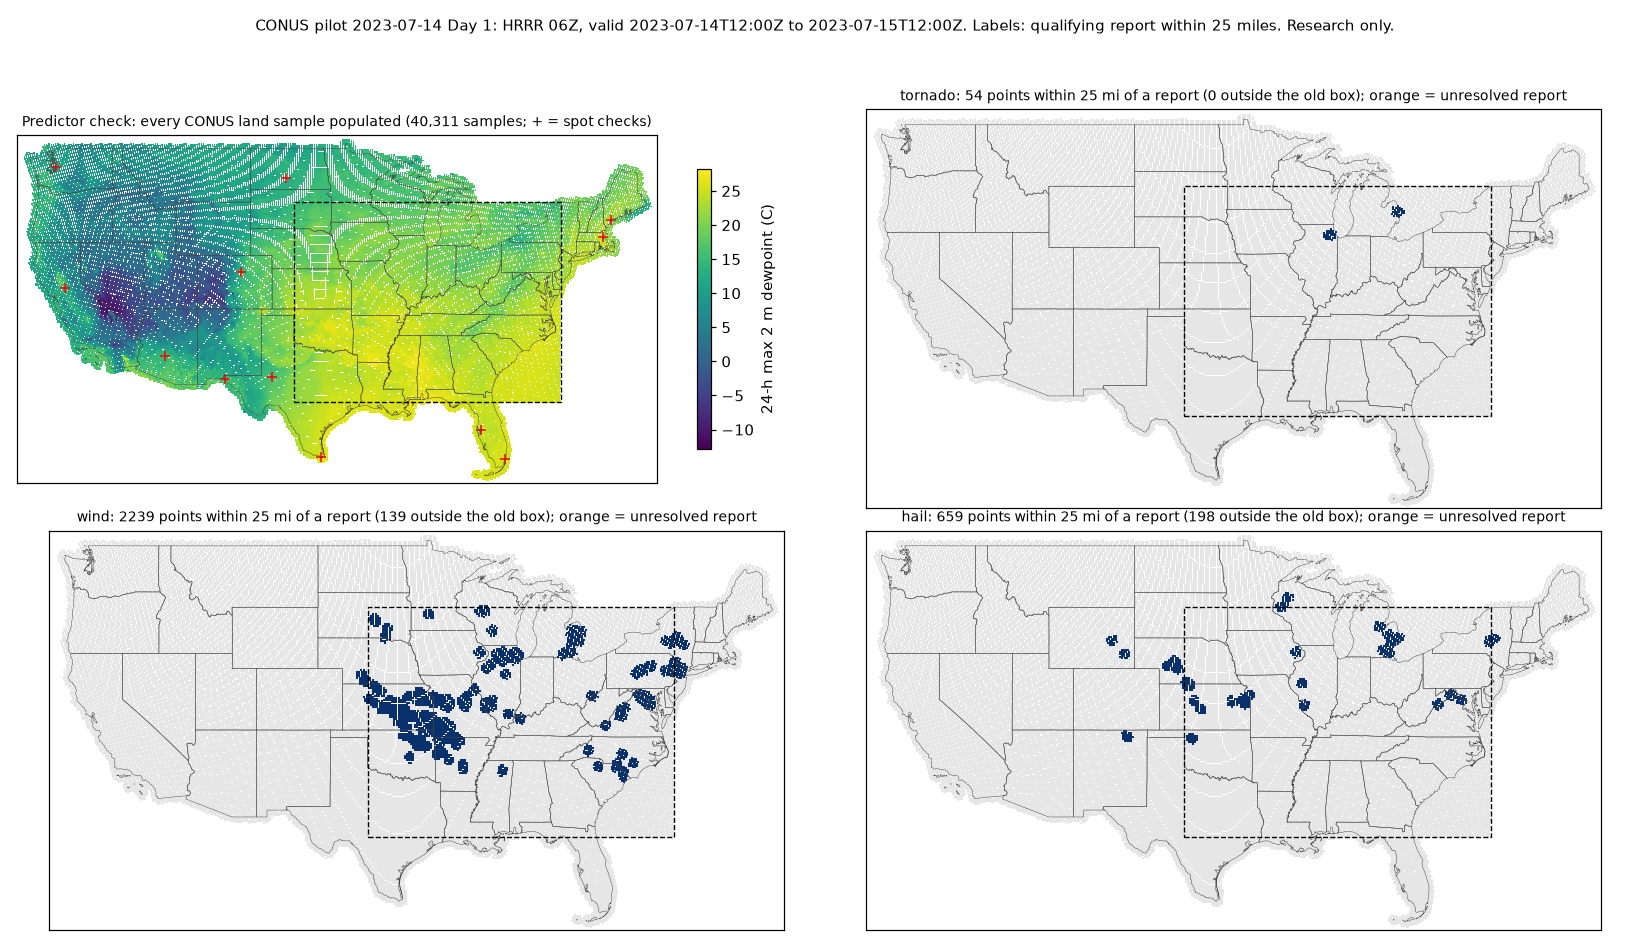 CONUS pilot 2023-07-14 Day 1: HRRR 06Z, valid 2023-07-14T12:00Z to 2023-07-15T12:00Z. Labels: qualifying report within 25 miles. Research only.
Predictor check: every CONUS land sample populated (40,311 samples; + = spot checks)
25
20
15
10
5
0
−5
−10
24-h max 2 m dewpoint (C)
tornado: 54 points within 25 mi of a report (0 outside the old box); orange = unresolved report
wind: 2239 points within 25 mi of a report (139 outside the old box); orange = unresolved report
hail: 659 points within 25 mi of a report (198 outside the old box); orange = unresolved report